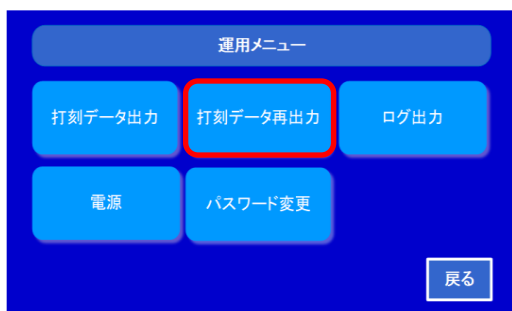 運用メニュー
打刻データ出力
打刻データ再出力
ログ出力
電源
パスワード変更
戻る